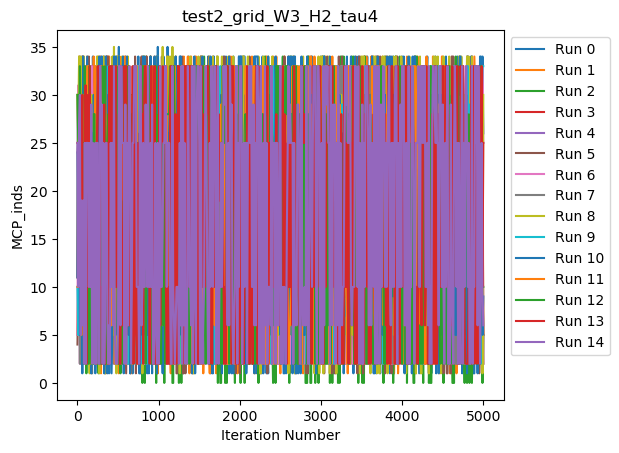 test2_grid_W3_H2_tau4
MCP_inds
35
30
25
20
15
10
5
0
0 1000 2000 3000 4000 5000
Iteration Number
Run 0
Run 1
Run 2
Run 3
Run 4
Run 5
Run 6
Run 7
Run 8
Run 9
Run 10
Run 11
Run 12
Run 13
Run 14